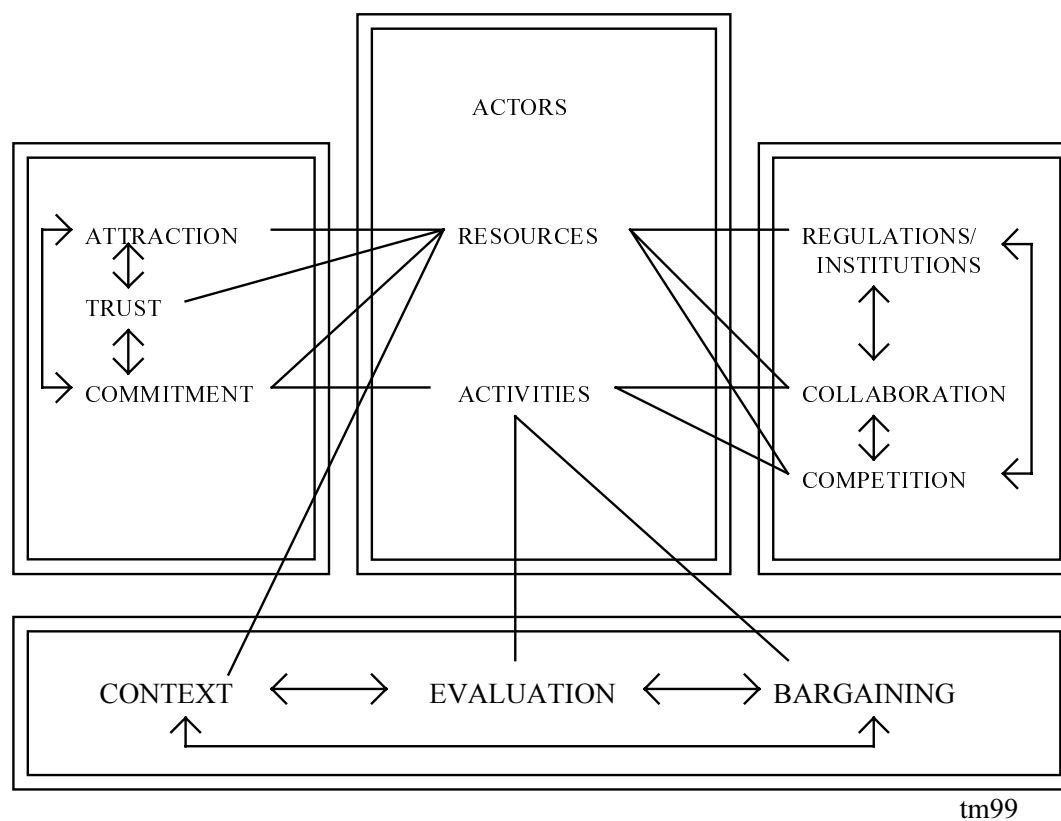 ACTORS
ATTRACTION
RESOURCES
REGULATIONS/
INSTITUTIONS
TRUST
COMMITMENT
ACTIVITIES
COLLABORATION
COMPETITION
CONTEXT
EVALUATION
BARGAINING
tm99